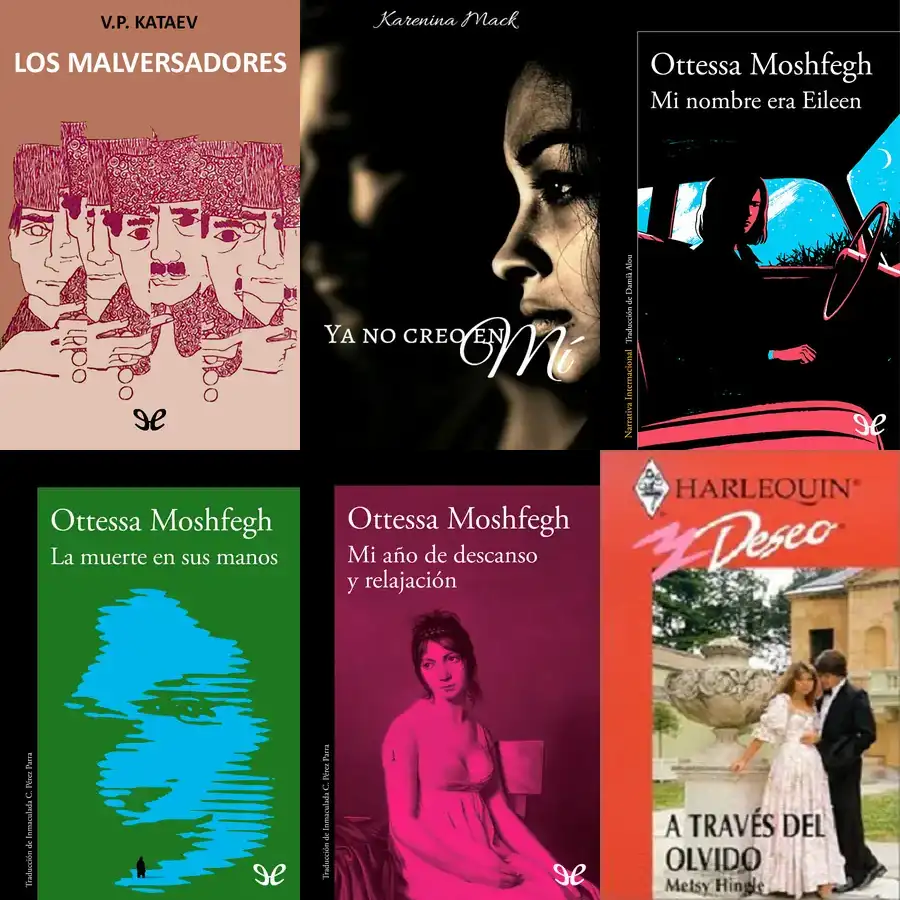 V.P. KATAEV
LOS MALVERSADORES
Karenina Mack
YA NO CREO EN
Mí
Ottessa Moshfegh
Mi nombre era Eileen
Narrativa Internacional Traducción de Damià Alou
Ottessa Moshfegh
La muerte en sus manos
Traducción de Inmaculada C. Pérez Parra
Ottessa Moshfegh
Mi año de descanso
y relajación
Traducción de Inmaculada C. Pérez Parra
HARLEQUIN®
Deseo
A TRAVÉS DEL
OLVIDO
Metsy Hingle